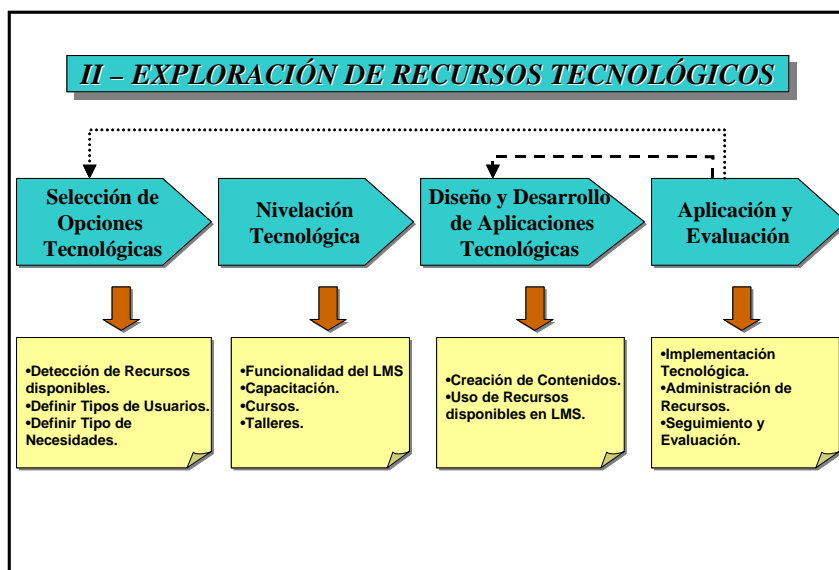 II – EXPLORACIÓN DE RECURSOS TECNOLÓGICOS
Selección de
Opciones
Tecnológicas
Nivelación
Tecnológica
Diseño y Desarrollo
de Aplicaciones
Tecnológicas
Aplicación y
Evaluación
•Detección de Recursos
disponibles.
•Definir Tipos de Usuarios.
•Definir Tipo de
Necesidades.
•Funcionalidad del LMS
•Capacitación.
•Cursos.
•Talleres.
•Creación de Contenidos.
•Uso de Recursos
disponibles en LMS.
•Implementación
Tecnológica.
•Administración de
Recursos.
•Seguimiento y
Evaluación.